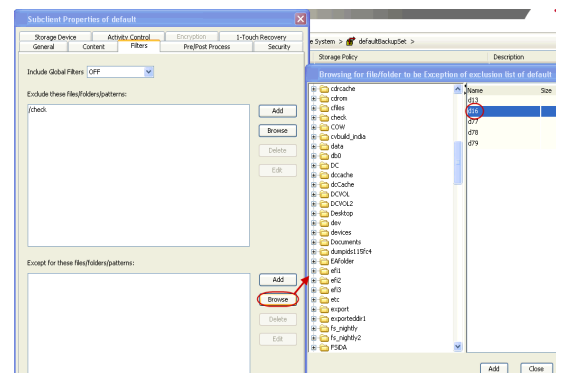 Subclient Properties of default
Storage Device Activity Control Encryption 1-Touch Recovery
General Content Filters Pre/Post Process Security
Include Global Filters OFF
Exclude these files/folders/patterns:
/check
Add
Browse
Delete
Edit
Except for these files/folders/patterns:
Add
Browse
Delete
Edit
e System > defaultBackupSet >
Storage Policy Description
Browsing for file/folder to be Exception of exclusion list of default
cdrcache
cdrom
cfiles
check
COW
cvbuild_india
data
db0
DC
dccache
dcCache
DCVOL
DCVOL2
Desktop
dev
devices
Documents
dumpids115fc4
EAfolder
efi1
efi2
efi3
etc
export
exporteddir1
fs_nightly
fs_nightly2
FSIDA
Name Size
d13
d16
d77
d78
d79
Add Close